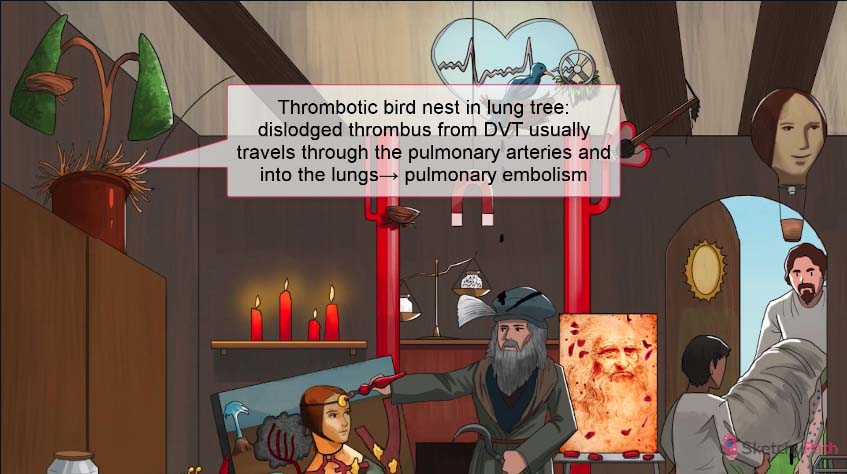 Thrombotic bird nest in lung tree:
dislodged thrombus from DVT usually
travels through the pulmonary arteries and
into the lungs→ pulmonary embolism
SketchyPath